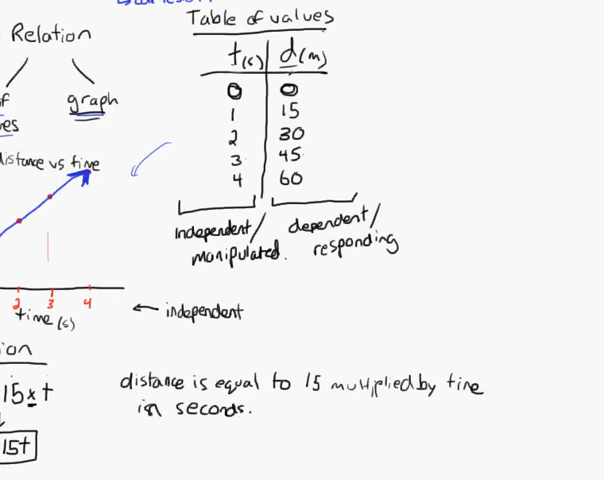 Table of values
Relation
t(s) d(m)
0 0
1 15
2 30
3 45
4 60
graph
distance vs time
independent/ dependent/
manipulated. responding
2 3 4
time (s)
← independent
15 x t
distance is equal to 15 multiplied by time
in seconds.
15t